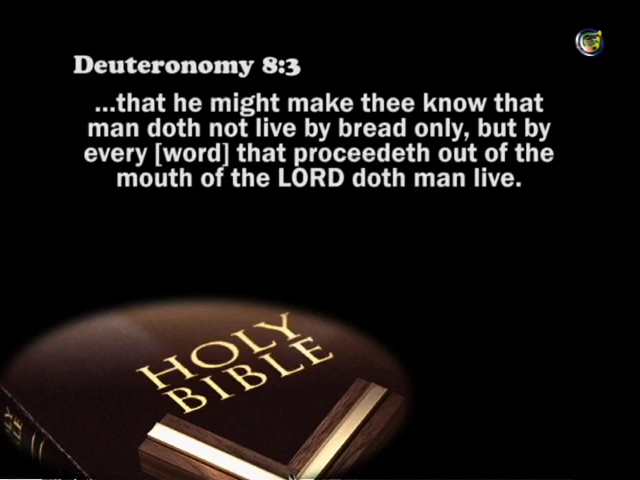 Deuteronomy 8:3
...that he might make thee know that
man doth not live by bread only, but by
every [word] that proceedeth out of the
mouth of the LORD doth man live.
HOLY
BIBLE